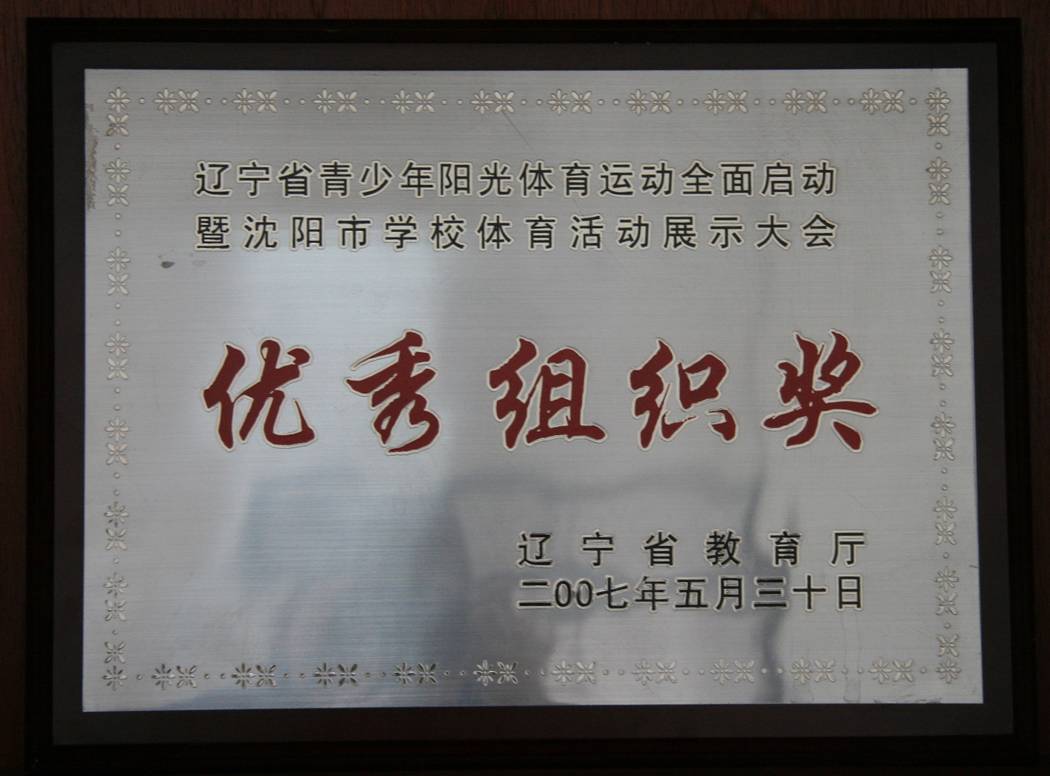 辽宁省青少年阳光体育运动全面启动
暨沈阳市学校体育活动展示大会
优秀组织奖
辽宁省教育厅
二00七年五月三十日